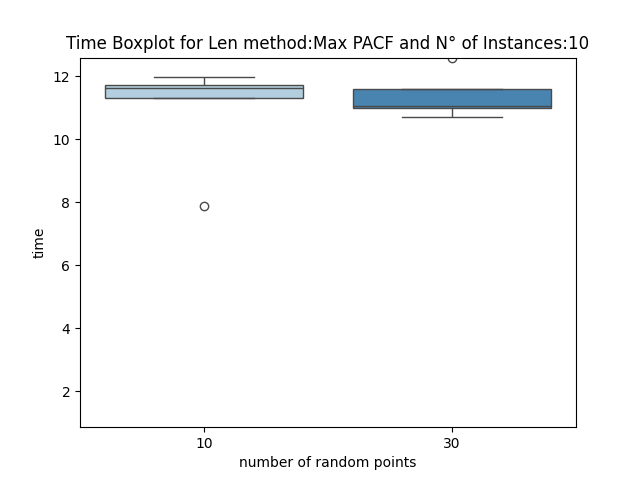 Time Boxplot for Len method:Max PACF and N° of Instances:10
12
10
8
6
4
2
time
10
30
number of random points